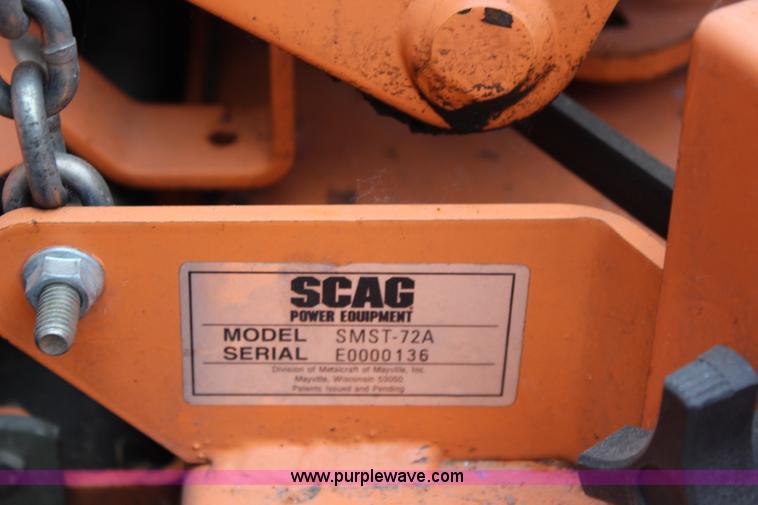 SCAG
POWER EQUIPMENT
MODEL SMST-72A
SERIAL E0000136
Division of Metalcraft of Mayville, Inc.
Mayville, Wisconsin 53050
Patents Issued and Pending
www.purplewave.com